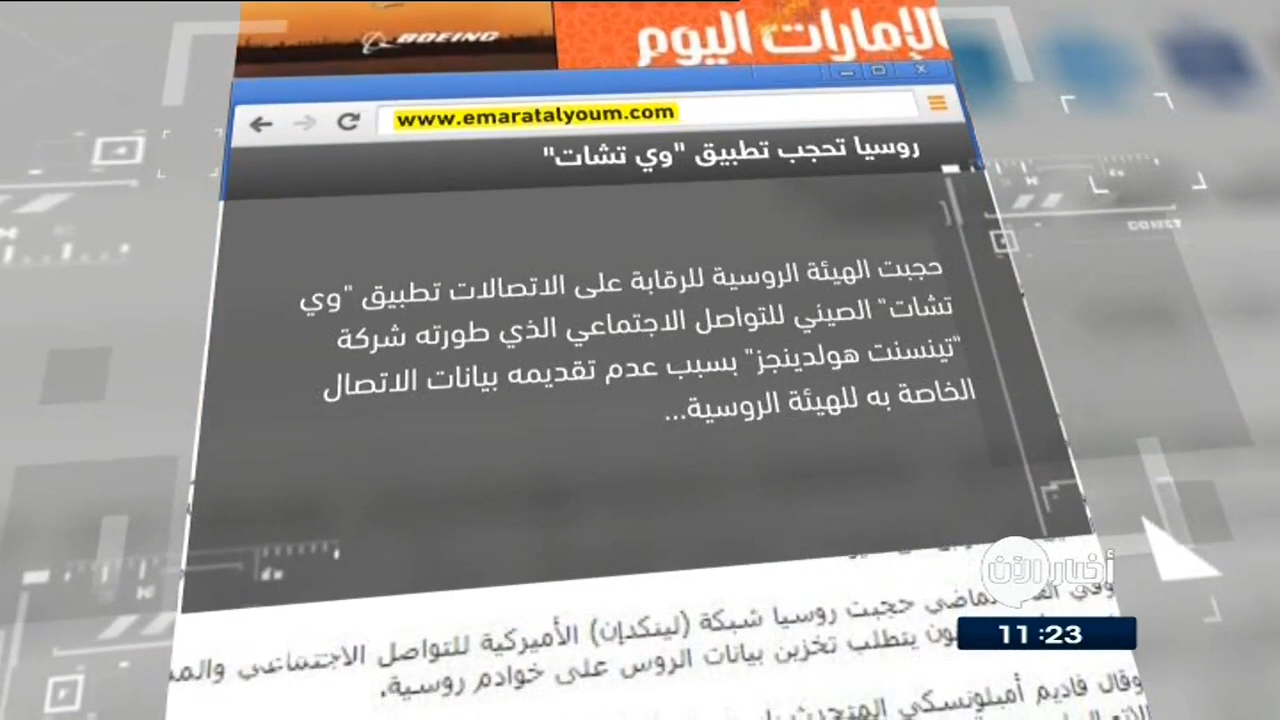 BOEING
الإمارات اليوم
www.emaratalyoum.com
روسيا تحجب تطبيق "وي تشات"
حجبت الهيئة الروسية للرقابة على الاتصالات تطبيق "وي
تشات" الصيني للتواصل الاجتماعي الذي طورته شركة
"تينسنت هولدينجز" بسبب عدم تقديمه بيانات الاتصال
الخاصة به للهيئة الروسية...
أخبار الآن
وفي الماضي حجبت روسيا شبكة (لينكدإن) الأميركية للتواصل الاجتماعي
11:23
يتطلب تخزين بيانات الروس على خوادم روسية.
وقال فاديم أمبلونسكي المتحدث